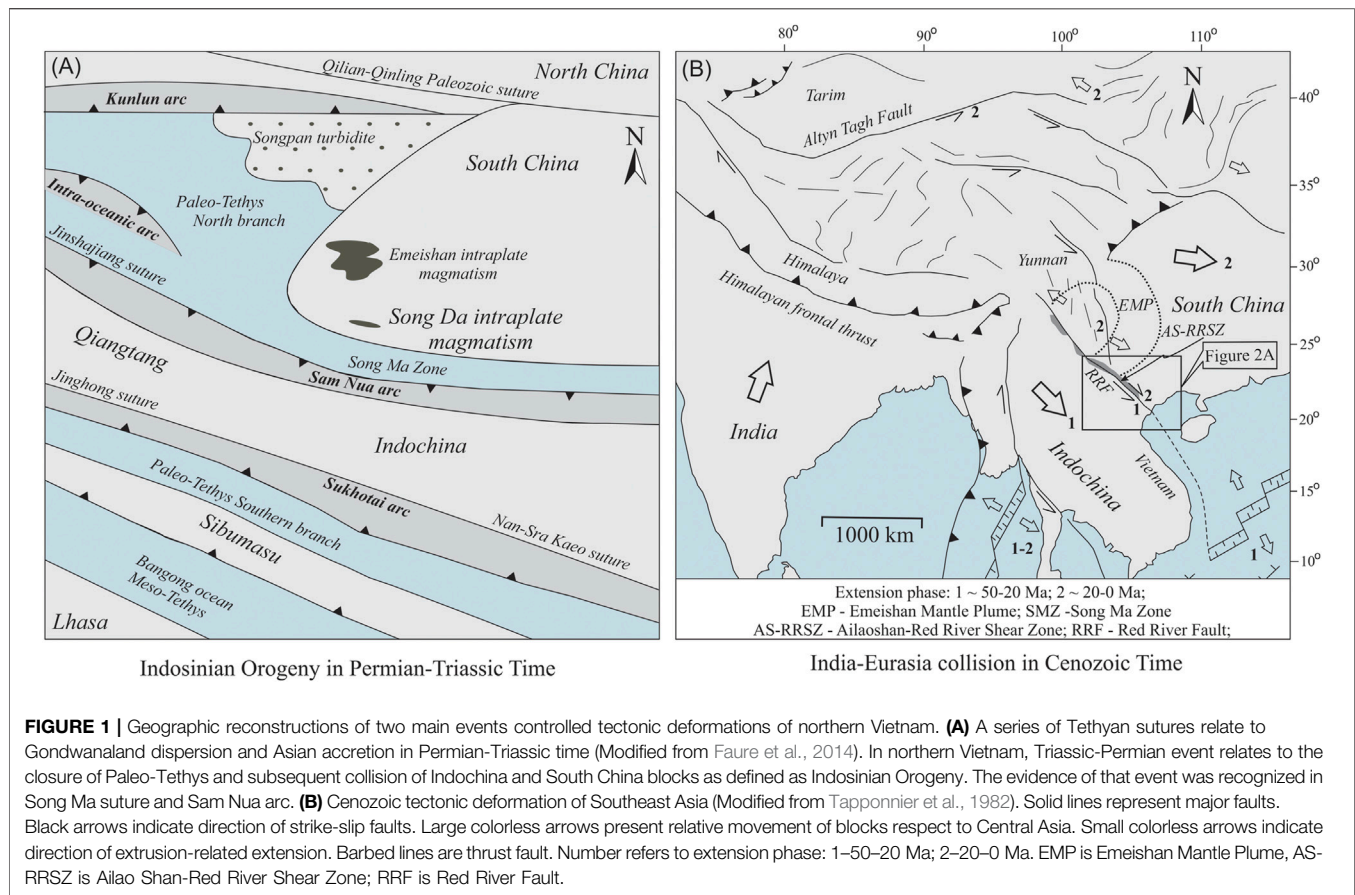 (A)
Qilian-Qinling Paleozoic suture
North China
Kunlun arc
Songpan turbidite
N
South China
Paleo-Tethys
North branch
Intra-oceanic arc
Jinshajiang suture
Emeishan intraplate
magmatism
Song Da intraplate
magmatism
Qiangtang
Song Ma Zone
Sam Nua arc
Jinghong suture
Indochina
Paleo-Tethys Southern branch
Sukhotai arc
Nan-Sra Kaeo suture
Sibumasu
Bangong ocean
Meso-Tethys
Lhasa
Indosinian Orogeny in Permian-Triassic Time
80° 90° 100° 110°
(B)
Tarim
2
N
40°
Altyn Tagh Fault
2
35°
Himalaya
Yunnan
30°
2
Himalayan frontal thrust
EMP
South China
2
AS-RRSZ
25°
Figure 2A
RRF
2
1
20°
India
1
Indochina
Vietnam
15°
1000 km
1-2
1
10°
Extension phase: 1 ~ 50-20 Ma; 2 ~ 20-0 Ma;
EMP - Emeishan Mantle Plume; SMZ -Song Ma Zone
AS-RRSZ - Ailaoshan-Red River Shear Zone; RRF - Red River Fault;
India-Eurasia collision in Cenozoic Time
FIGURE 1 | Geographic reconstructions of two main events controlled tectonic deformations of northern Vietnam. (A) A series of Tethyan sutures relate to
Gondwanaland dispersion and Asian accretion in Permian-Triassic time (Modified from Faure et al., 2014). In northern Vietnam, Triassic-Permian event relates to the
closure of Paleo-Tethys and subsequent collision of Indochina and South China blocks as defined as Indosinian Orogeny. The evidence of that event was recognized in
Song Ma suture and Sam Nua arc. (B) Cenozoic tectonic deformation of Southeast Asia (Modified from Tapponnier et al., 1982). Solid lines represent major faults.
Black arrows indicate direction of strike-slip faults. Large colorless arrows present relative movement of blocks respect to Central Asia. Small colorless arrows indicate
direction of extrusion-related extension. Barbed lines are thrust fault. Number refers to extension phase: 1–50–20 Ma; 2–20–0 Ma. EMP is Emeishan Mantle Plume, AS-
RRSZ is Ailao Shan-Red River Shear Zone; RRF is Red River Fault.